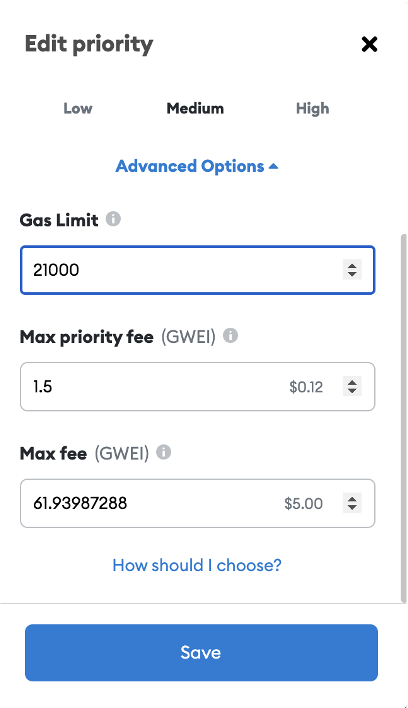 Edit priority
Low Medium High
Advanced Options
Gas Limit
21000
Max priority fee (GWEI)
1.5 $0.12
Max fee (GWEI)
61.93987288 $5.00
How should I choose?
Save